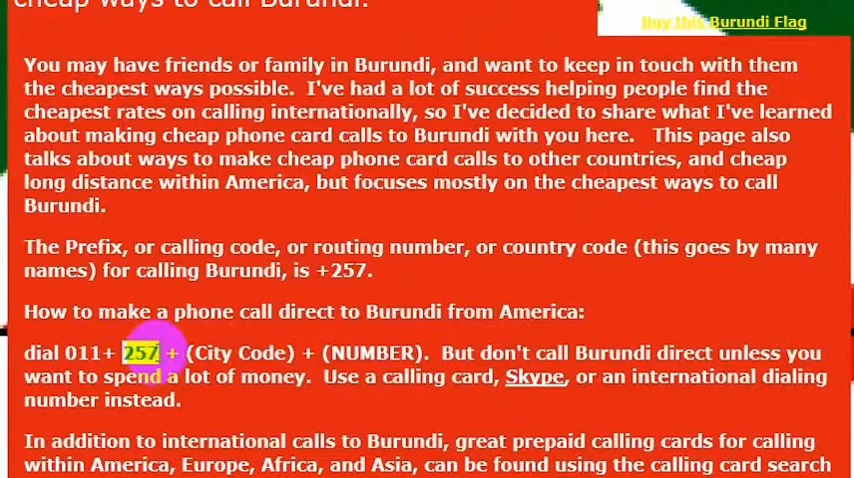 cheap ways to call Burundi.
Buy this Burundi Flag
You may have friends or family in Burundi, and want to keep in touch with them
the cheapest ways possible.  I've had a lot of success helping people find the
cheapest rates on calling internationally, so I've decided to share what I've learned
about making cheap phone card calls to Burundi with you here.   This page also
talks about ways to make cheap phone card calls to other countries, and cheap
long distance within America, but focuses mostly on the cheapest ways to call
Burundi.
The Prefix, or calling code, or routing number, or country code (this goes by many
names) for calling Burundi, is +257.
How to make a phone call direct to Burundi from America:
dial 011+ 257 + (City Code) + (NUMBER).  But don't call Burundi direct unless you
want to spend a lot of money.  Use a calling card, Skype, or an international dialing
number instead.
In addition to international calls to Burundi, great prepaid calling cards for calling
within America, Europe, Africa, and Asia, can be found using the calling card search